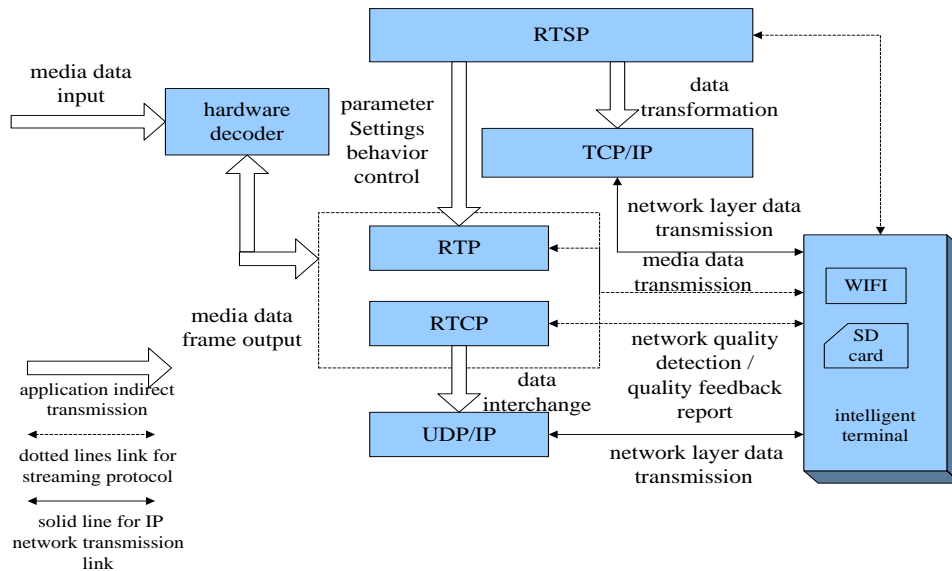 RTSP
media data
input
hardware
decoder
parameter
Settings
behavior
control
data
transformation
TCP/IP
network layer data
transmission
RTP
media data
transmission
WIFI
media data
frame output
RTCP
SD
card
network quality
detection /
quality feedback
report
data
interchange
application indirect
transmission
UDP/IP
intelligent
terminal
network layer data
transmission
dotted lines link for
streaming protocol
solid line for IP
network transmission
link